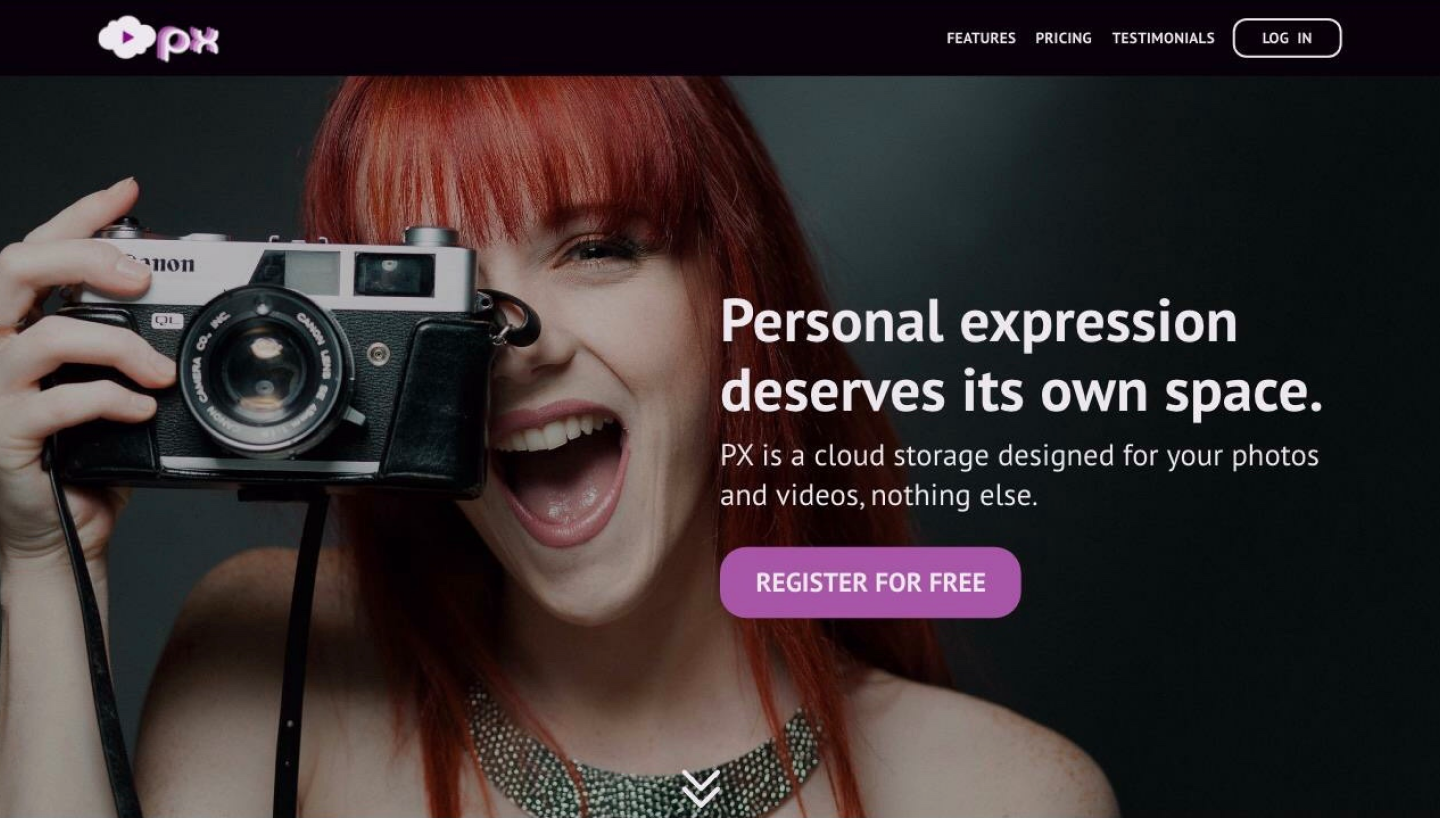 px
FEATURES PRICING TESTIMONIALS LOG IN
Canon
QL
CANON CAMERA CO., INC.
CANON LENS
Personal expression
deserves its own space.
PX is a cloud storage designed for your photos
and videos, nothing else.
REGISTER FOR FREE